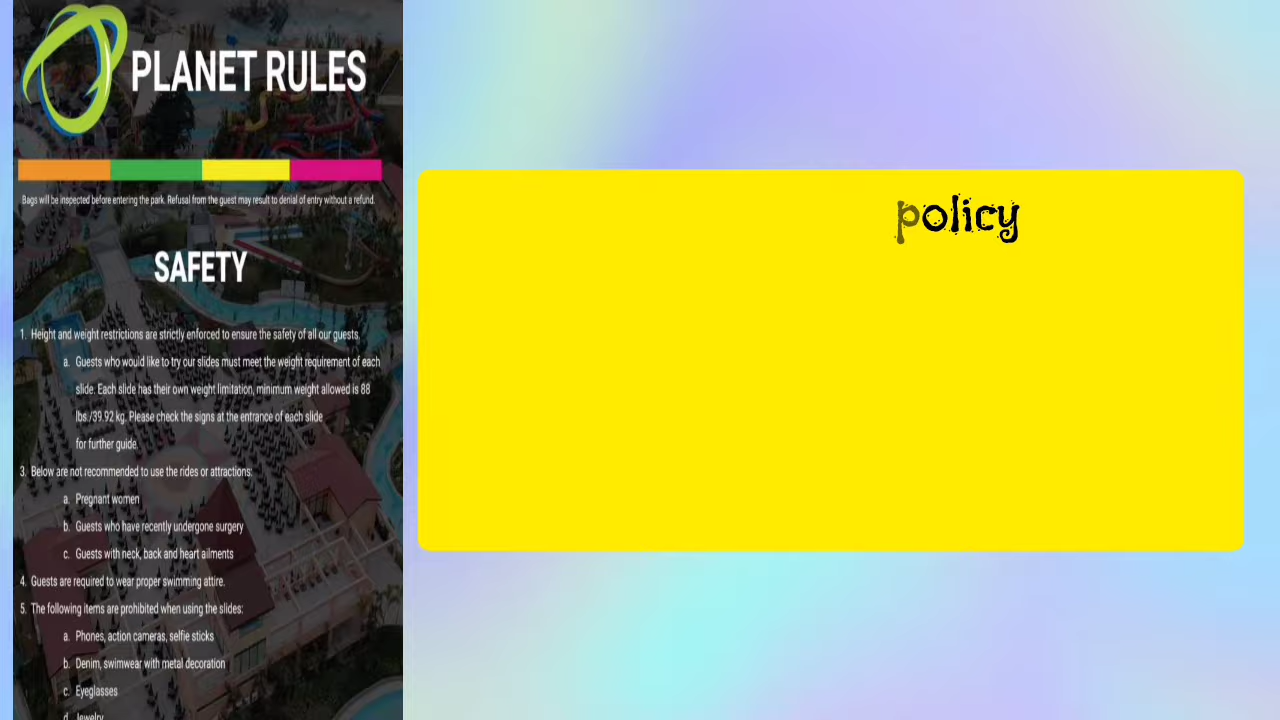 PLANET RULES
Bags will be inspected before entering the park. Refusal from the guest may result to denial of entry without a refund.
SAFETY
1. Height and weight restrictions are strictly enforced to ensure the safety of all our guests.
a. Guests who would like to try our slides must meet the weight requirement of each
slide. Each slide has their own weight limitation, minimum weight allowed is 88
lbs./39.92 kg. Please check the signs at the entrance of each slide
for further guide.
3. Below are not recommended to use the rides or attractions:
a. Pregnant women
b. Guests who have recently undergone surgery
c. Guests with neck, back and heart ailments
4. Guests are required to wear proper swimming attire.
5. The following items are prohibited when using the slides:
a. Phones, action cameras, selfie sticks
b. Denim, swimwear with metal decoration
c. Eyeglasses
d. Jewelry
policy